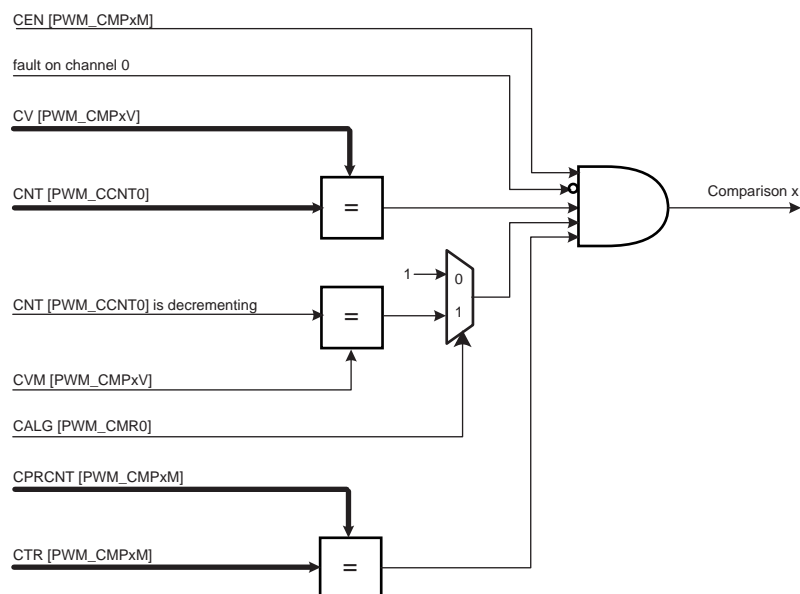 CEN [PWM_CMPxM]
fault on channel 0
CV [PWM_CMPxV]
CNT [PWM_CCNT0]
=
Comparison x
1
0
CNT [PWM_CCNT0] is decrementing
=
1
CVM [PWM_CMPxV]
CALG [PWM_CMR0]
CPRCNT [PWM_CMPxM]
CTR [PWM_CMPxM]
=